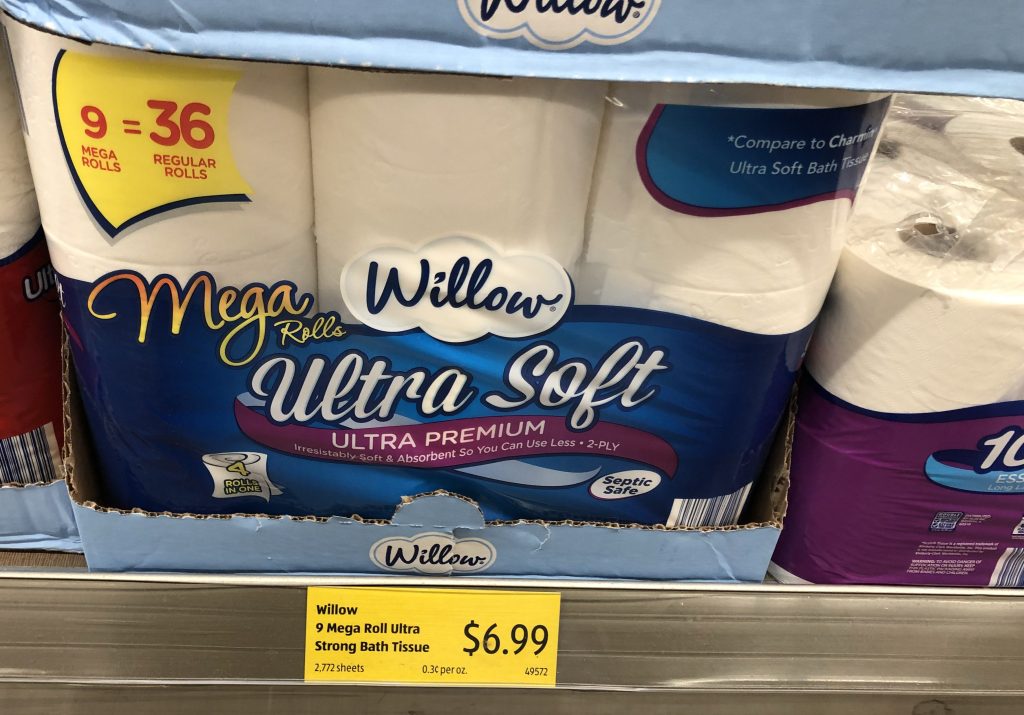 Willow
9 = 36
MEGA ROLLS
REGULAR ROLLS
*Compare to Charmin
Ultra Soft Bath Tissue
Willow
Mega
Rolls
Ultra Soft
ULTRA PREMIUM
Irresistably Soft & Absorbent So You Can Use Less • 2-PLY
4
ROLLS
IN ONE
Septic
Safe
Willow
10
ESS
Willow
9 Mega Roll Ultra
Strong Bath Tissue
$6.99
2,772 sheets
0.3¢ per oz.
49572